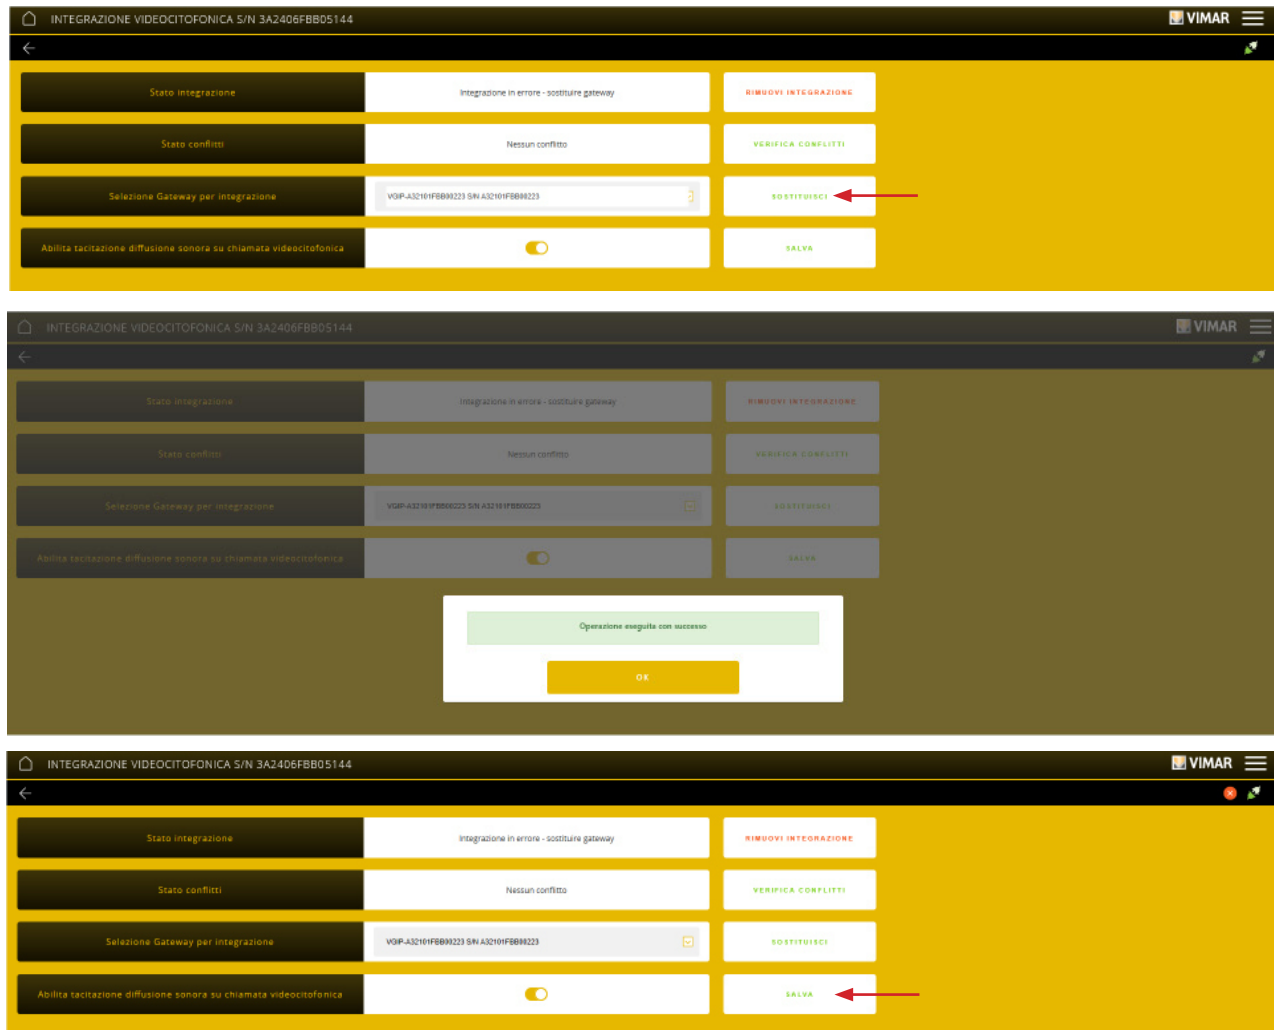 INTEGRAZIONE VIDEOCITOFONICA S/N 3A2406FBB05144 VIMAR
Stato integrazione Integrazione in errore - sostituire gateway RIMUOVI INTEGRAZIONE
Stato conflitti Nessun conflitto VERIFICA CONFLITTI
Selezione Gateway per integrazione VGIP-A32101FBB00223 S/N A32101FBB00223 SOSTITUISCI
Abilita tacitazione diffusione sonora su chiamata videocitofonica SALVA
INTEGRAZIONE VIDEOCITOFONICA S/N 3A2406FBB05144 VIMAR
Stato integrazione Integrazione in errore - sostituire gateway RIMUOVI INTEGRAZIONE
Stato conflitti Nessun conflitto VERIFICA CONFLITTI
Selezione Gateway per integrazione VGIP-A32101FBB00223 S/N A32101FBB00223 SOSTITUISCI
Abilita tacitazione diffusione sonora su chiamata videocitofonica SALVA
Operazione eseguita con successo
OK
INTEGRAZIONE VIDEOCITOFONICA S/N 3A2406FBB05144 VIMAR
Stato integrazione Integrazione in errore - sostituire gateway RIMUOVI INTEGRAZIONE
Stato conflitti Nessun conflitto VERIFICA CONFLITTI
Selezione Gateway per integrazione VGIP-A32101FBB00223 S/N A32101FBB00223 SOSTITUISCI
Abilita tacitazione diffusione sonora su chiamata videocitofonica SALVA